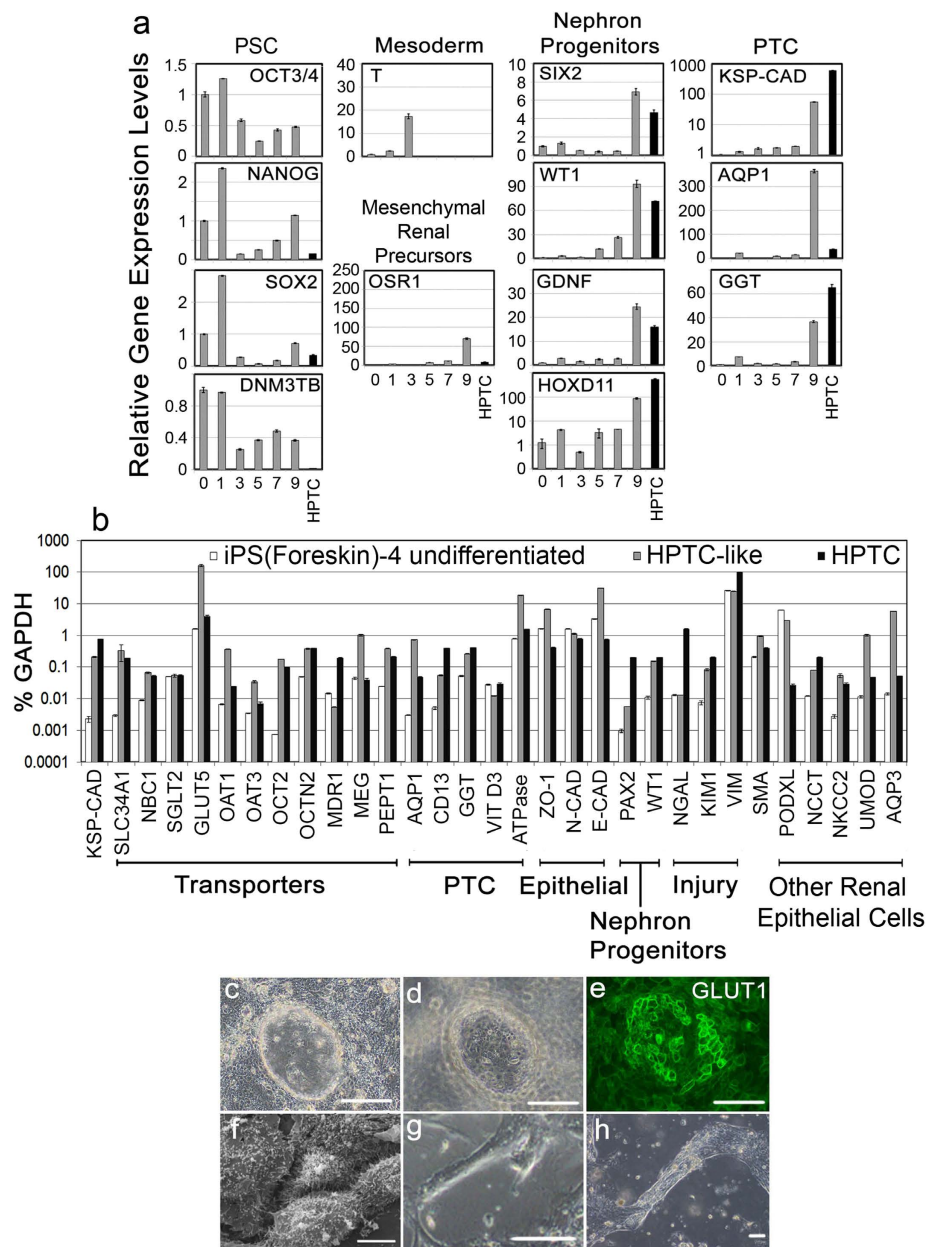 a
Relative Gene Expression Levels
PSC
OCT3/4
1.5
1
0.5
0
NANOG
2
1
0
SOX2
2
1
0
DNM3TB
0.8
0.4
0
0 1 3 5 7 9 HPTC
Mesoderm
T
40
30
20
10
0
Mesenchymal
Renal
Precursors
OSR1
250
200
150
100
50
0
0 1 3 5 7 9 HPTC
Nephron
Progenitors
SIX2
8
6
4
2
0
WT1
90
60
30
0
GDNF
30
20
10
0
HOXD11
100
10
1
0
0 1 3 5 7 9 HPTC
PTC
KSP-CAD
1000
100
10
1
AQP1
300
200
100
0
GGT
60
40
20
0
0 1 3 5 7 9 HPTC
b
% GAPDH
1000
100
10
1
0.1
0.01
0.001
0.0001
iPS(Foreskin)-4 undifferentiated HPTC-like HPTC
KSP-CAD SLC34A1 NBC1 SGLT2 GLUT5 OAT1 OAT3 OCT2 OCTN2 MDR1 MEG PEPT1 AQP1 CD13 GGT VIT D3 ATPase ZO-1 N-CAD E-CAD PAX2 WT1 NGAL KIM1 VIM SMA PODXL NCCT NKCC2 UMOD AQP3
Transporters PTC Epithelial Injury Other Renal
Epithelial Cells
Nephron
Progenitors
c d e GLUT1
f g h